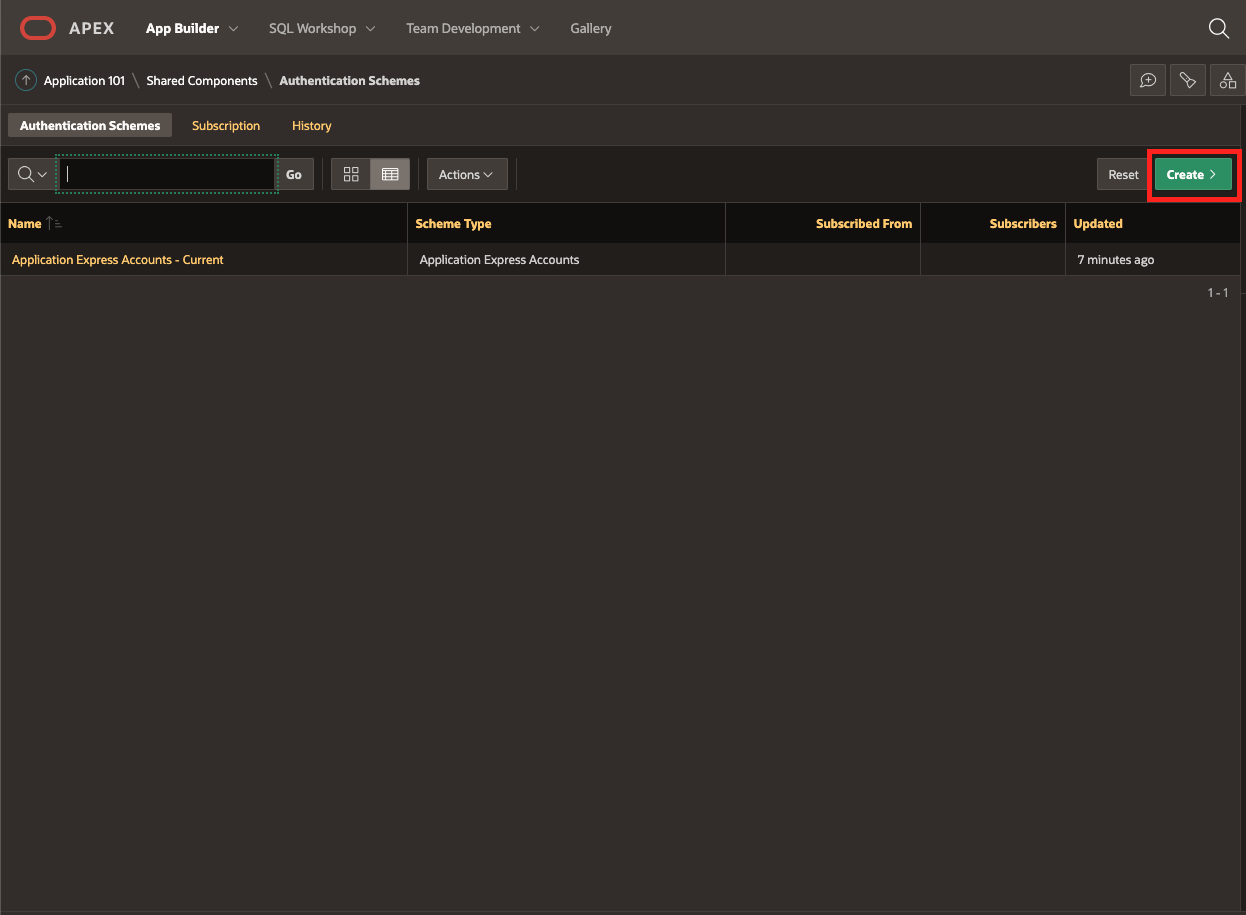 APEX App Builder SQL Workshop Team Development Gallery
Application 101 \ Shared Components \ Authentication Schemes
Authentication Schemes Subscription History
Go Actions Reset Create >
Name Scheme Type Subscribed From Subscribers Updated
Application Express Accounts - Current Application Express Accounts 7 minutes ago
1 - 1